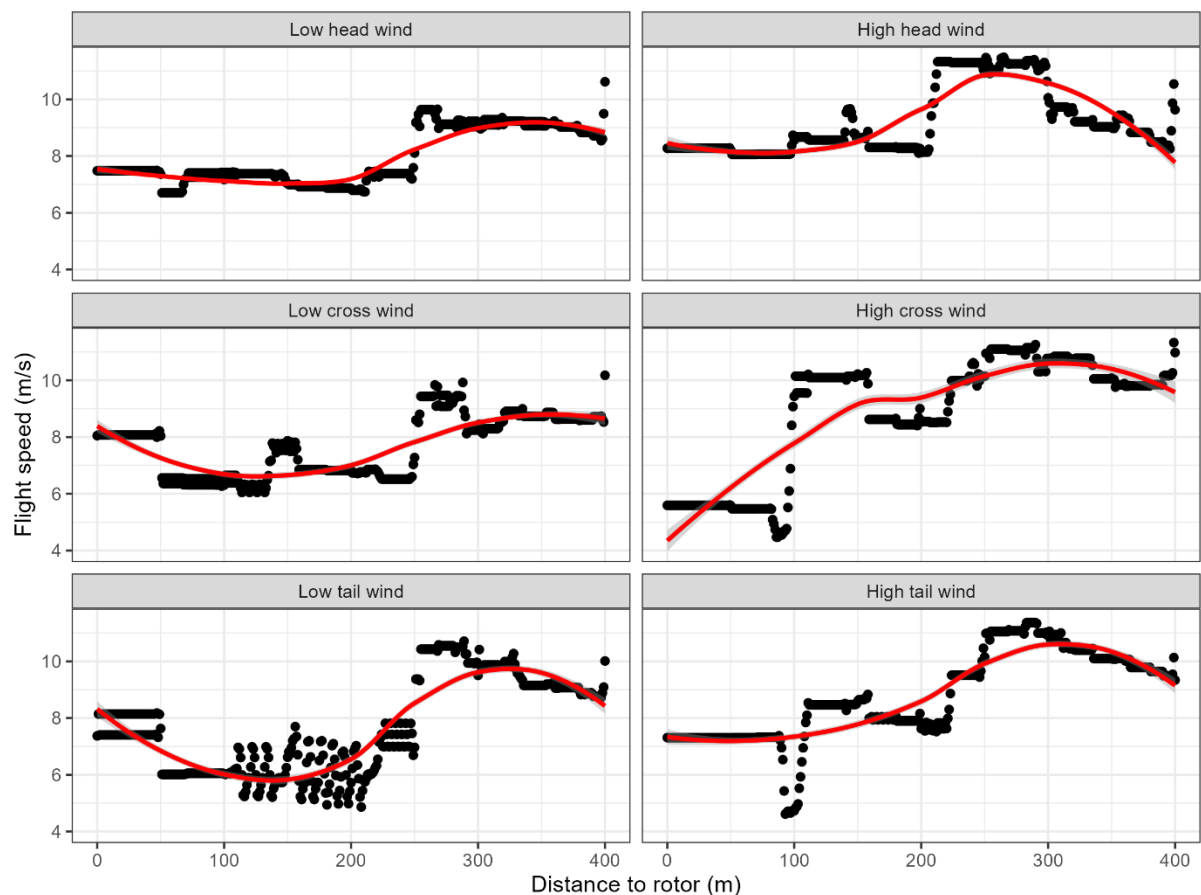 Low head wind
High head wind
10
8
6
4
Low cross wind
High cross wind
10
8
6
4
Flight speed (m/s)
Low tail wind
High tail wind
10
8
6
4
0
100
200
300
400
0
100
200
300
400
Distance to rotor (m)